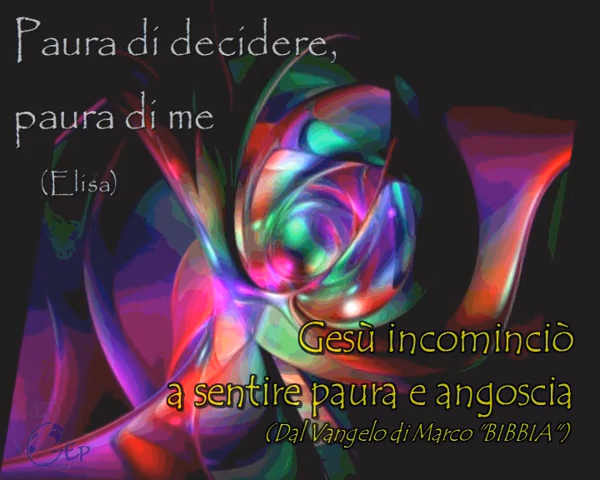 Paura di decidere,
paura di me
(Elisa)
Gesù incominciò
a sentire paura e angoscia
(Dal Vangelo di Marco "BIBBIA")